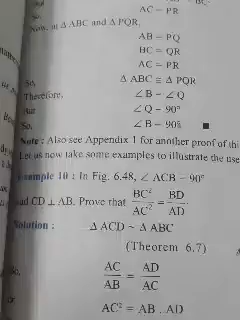 AC = PR
So,
Now, in Δ ABC and Δ PQR,
AB = PQ
BC = QR
AC = PR
So, Δ ABC ≅ Δ PQR
Therefore, ∠ B = ∠ Q
But ∠ Q = 90°
So, ∠ B = 90° ■
Note : Also see Appendix 1 for another proof of
Let us now take some examples to illustrate the use
Example 10 : In Fig. 6.48, ∠ ACB = 90°
and CD ⊥ AB. Prove that BC²/AC² = BD/AD.
Solution : Δ ACD ~ Δ ABC
(Theorem 6.7)
So, AC/AB = AD/AC
or AC² = AB . AD